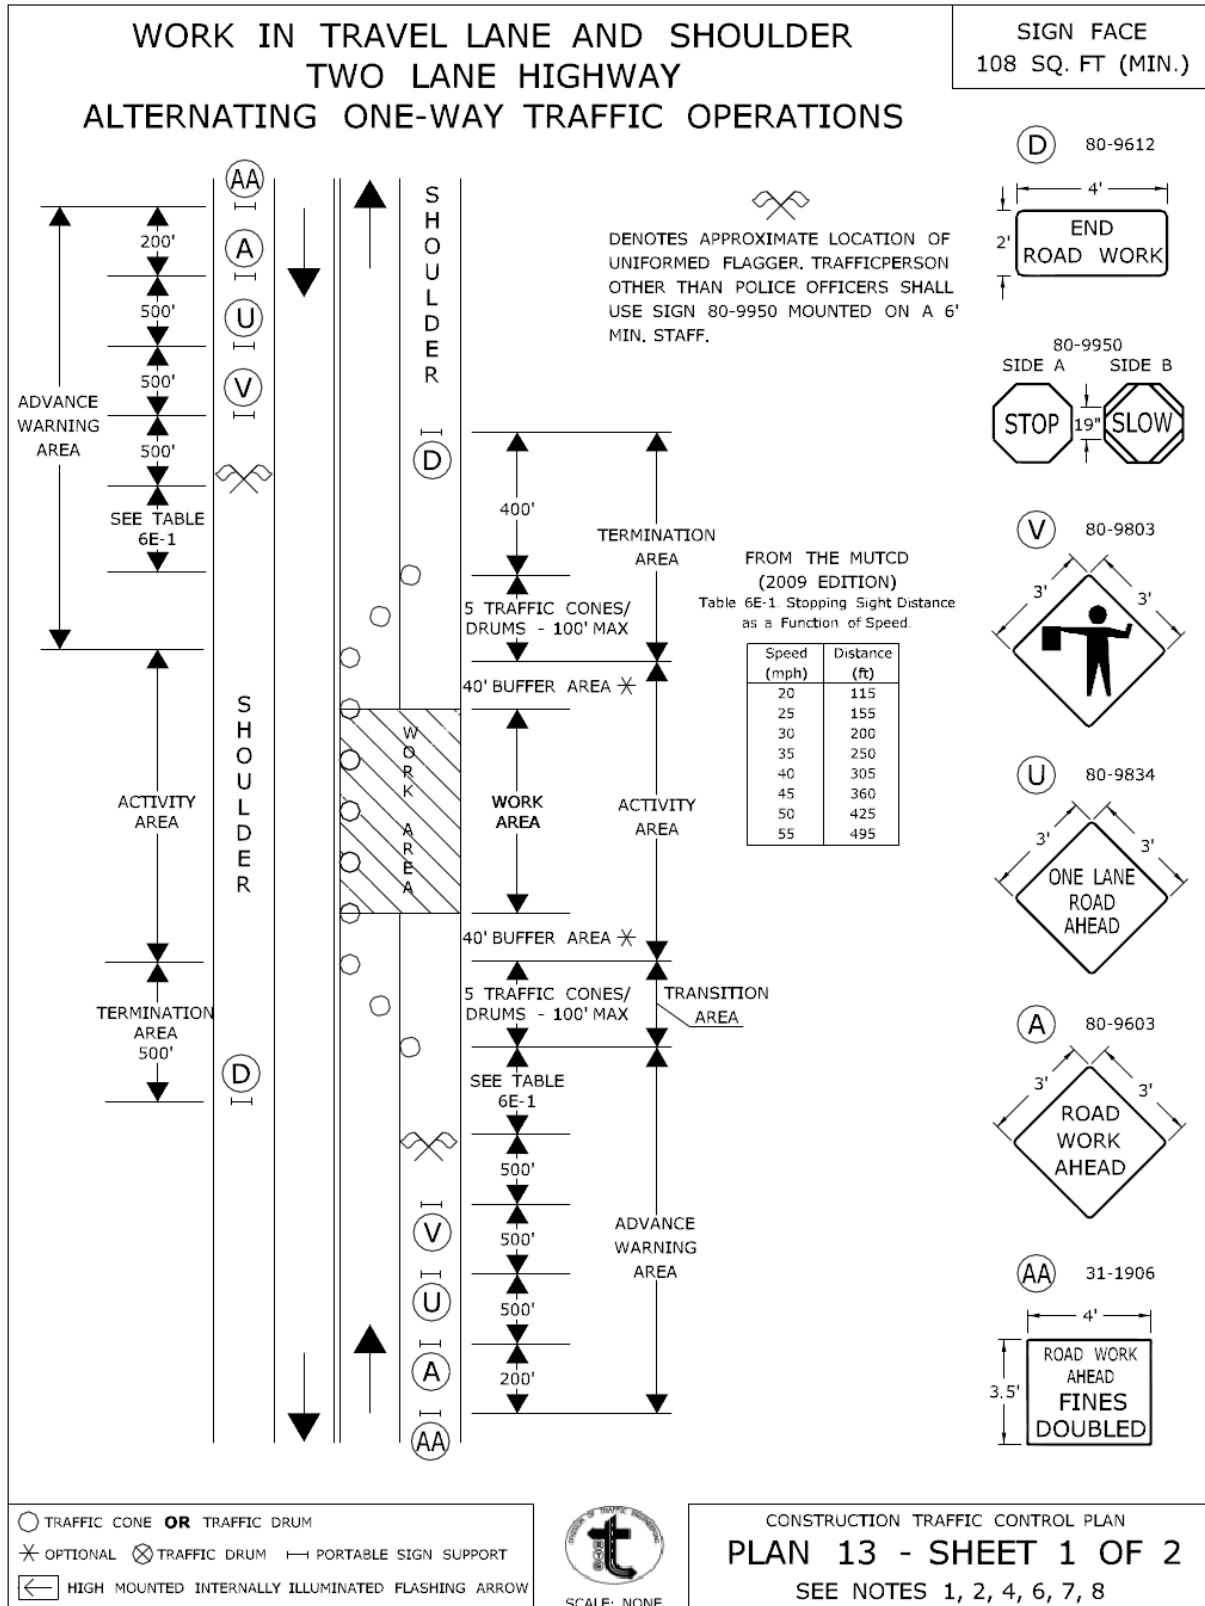 WORK IN TRAVEL LANE AND SHOULDER
TWO LANE HIGHWAY
ALTERNATING ONE-WAY TRAFFIC OPERATIONS
SIGN FACE
108 SQ. FT (MIN.)
AA
A
U
V
200'
500'
500'
500'
SEE TABLE
6E-1
ADVANCE
WARNING
AREA
SHOULDER
ACTIVITY
AREA
TERMINATION
AREA
500'
D
SHOULDER
D
400'
TERMINATION
AREA
5 TRAFFIC CONES/
DRUMS - 100' MAX
40' BUFFER AREA
WORK AREA
WORK
AREA
ACTIVITY
AREA
40' BUFFER AREA
5 TRAFFIC CONES/
DRUMS - 100' MAX
TRANSITION
AREA
SEE TABLE
6E-1
500'
500'
500'
200'
V
U
A
AA
ADVANCE
WARNING
AREA
DENOTES APPROXIMATE LOCATION OF
UNIFORMED FLAGGER. TRAFFICPERSON
OTHER THAN POLICE OFFICERS SHALL
USE SIGN 80-9950 MOUNTED ON A 6'
MIN. STAFF.
FROM THE MUTCD
(2009 EDITION)
Table 6E-1. Stopping Sight Distance
as a Function of Speed.
Speed Distance
(mph) (ft)
20 115
25 155
30 200
35 250
40 305
45 360
50 425
55 495
D 80-9612
4'
2'
END
ROAD WORK
80-9950
SIDE A SIDE B
STOP 19" SLOW
V 80-9803
3' 3'
U 80-9834
3' 3'
ONE LANE
ROAD
AHEAD
A 80-9603
3' 3'
ROAD
WORK
AHEAD
AA 31-1906
4'
3.5'
ROAD WORK
AHEAD
FINES
DOUBLED
TRAFFIC CONE OR TRAFFIC DRUM
OPTIONAL TRAFFIC DRUM PORTABLE SIGN SUPPORT
HIGH MOUNTED INTERNALLY ILLUMINATED FLASHING ARROW
DIVISION OF TRAFFIC ENGINEERING
SCALE: NONE
CONSTRUCTION TRAFFIC CONTROL PLAN
PLAN 13 - SHEET 1 OF 2
SEE NOTES 1, 2, 4, 6, 7, 8